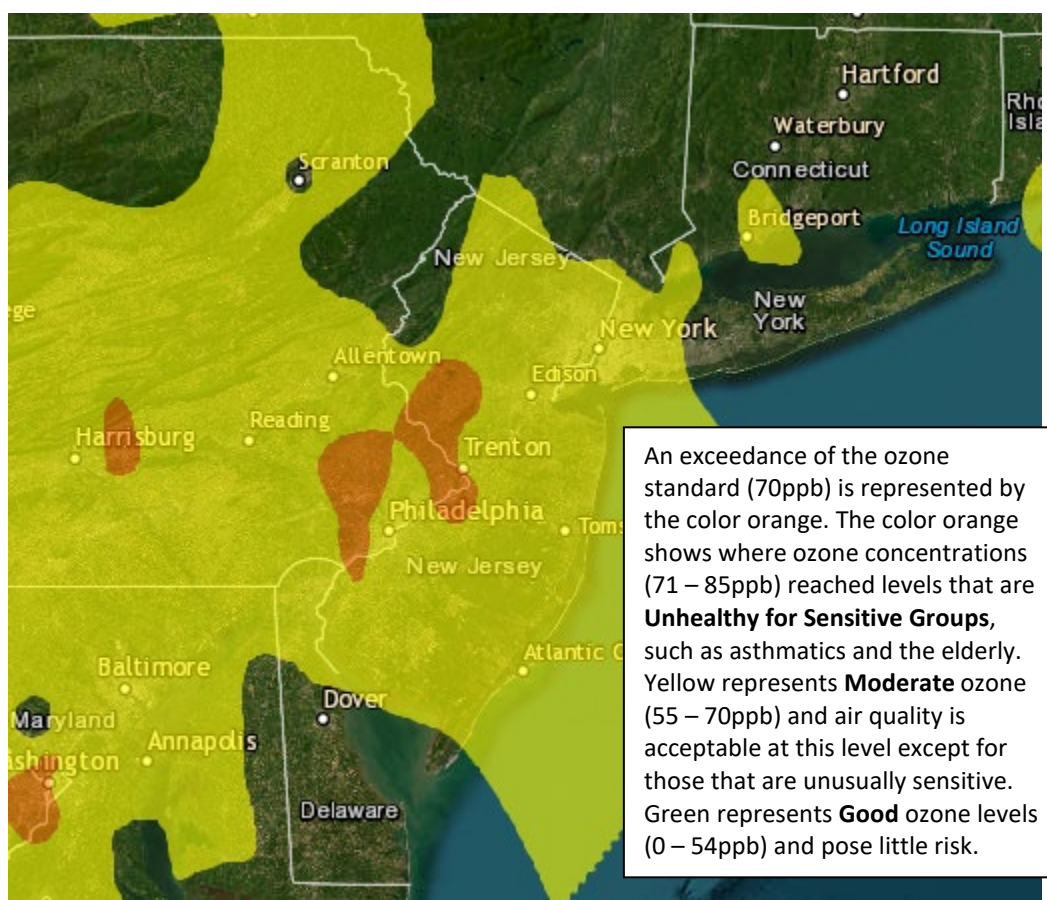 Hartford
Rho
Isla
Waterbury
Connecticut
Scranton
Bridgeport
Long Island
Sound
New Jersey
New
York
ege
New York
Allentown
Edison
Reading
Harrisburg
Trenton
Philadelphia
Toms
New Jersey
Atlantic C
Baltimore
Dover
Maryland
Annapolis
ashington
Delaware
An exceedance of the ozone
standard (70ppb) is represented by
the color orange. The color orange
shows where ozone concentrations
(71 – 85ppb) reached levels that are
Unhealthy for Sensitive Groups,
such as asthmatics and the elderly.
Yellow represents Moderate ozone
(55 – 70ppb) and air quality is
acceptable at this level except for
those that are unusually sensitive.
Green represents Good ozone levels
(0 – 54ppb) and pose little risk.